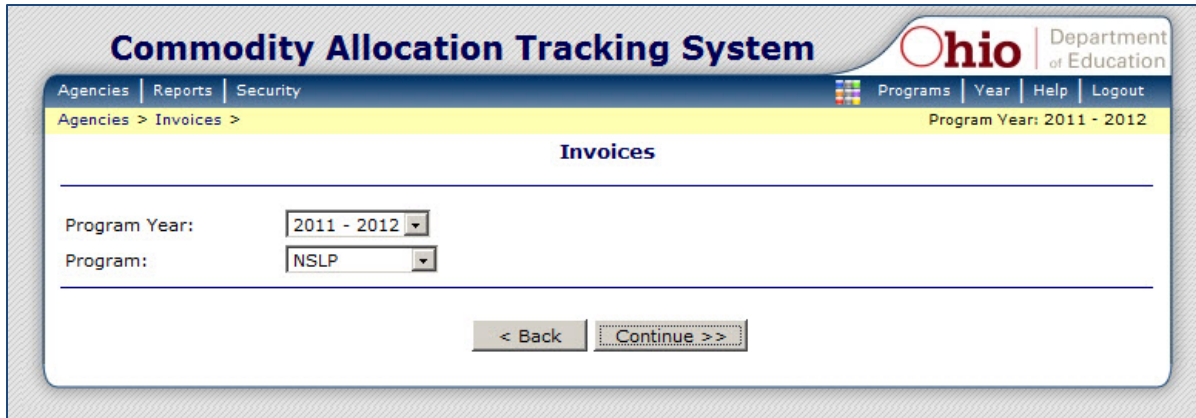 Commodity Allocation Tracking System
Ohio Department of Education
Agencies | Reports | Security Programs | Year | Help | Logout
Agencies > Invoices > Program Year: 2011 - 2012
Invoices
Program Year: 2011 - 2012
Program: NSLP
< Back Continue >>